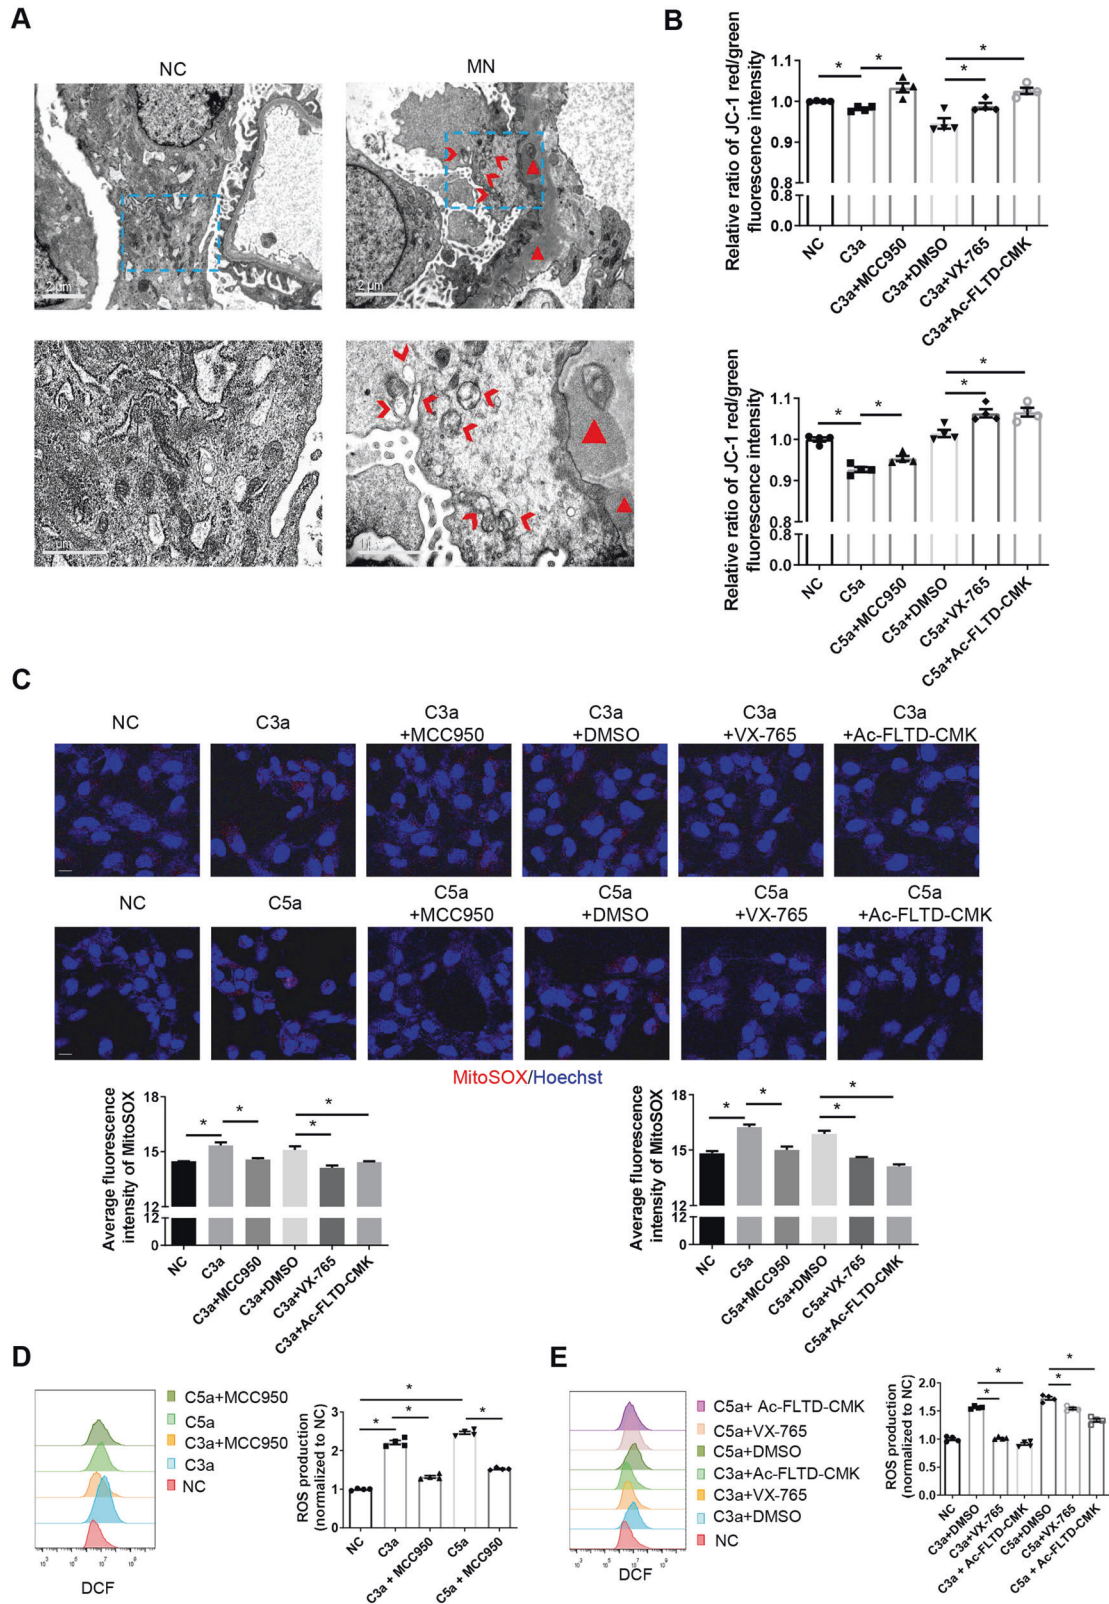 A
NC
MN
2 μm
2 μm
B
Relative ratio of JC-1 red/green
fluorescence intensity
1.1
1.0
0.9
0.8
0.8
0.0
* * * *
NC
C3a
C3a+MCC950
C3a+DMSO
C3a+VX-765
C3a+Ac-FLTD-CMK
Relative ratio of JC-1 red/green
fluorescence intensity
1.1
1.0
0.9
0.8
0.8
0.0
* * * *
NC
C5a
C5a+MCC950
C5a+DMSO
C5a+VX-765
C5a+Ac-FLTD-CMK
C
NC
C3a
C3a
+MCC950
C3a
+DMSO
C3a
+VX-765
C3a
+Ac-FLTD-CMK
NC
C5a
C5a
+MCC950
C5a
+DMSO
C5a
+VX-765
C5a
+Ac-FLTD-CMK
MitoSOX/Hoechst
Average fluorescence
intensity of MitoSOX
18
15
12
12
0
* * * *
NC
C3a
C3a+MCC950
C3a+DMSO
C3a+VX-765
C3a+Ac-FLTD-CMK
Average fluorescence
intensity of MitoSOX
18
15
12
12
0
* * * *
NC
C5a
C5a+MCC950
C5a+DMSO
C5a+VX-765
C5a+Ac-FLTD-CMK
D
C5a+MCC950
C5a
C3a+MCC950
C3a
NC
DCF
ROS production
(normalized to NC)
3
2
1
0
* * * *
NC
C3a
C3a + MCC950
C5a
C5a + MCC950
E
C5a+ Ac-FLTD-CMK
C5a+VX-765
C5a+DMSO
C3a+Ac-FLTD-CMK
C3a+VX-765
C3a+DMSO
NC
DCF
ROS production
(normalized to NC)
2.0
1.5
1.0
0.5
0.0
* * * *
NC
C3a+DMSO
C3a+VX-765
C3a + Ac-FLTD-CMK
C5a+DMSO
C5a+VX-765
C5a + Ac-FLTD-CMK